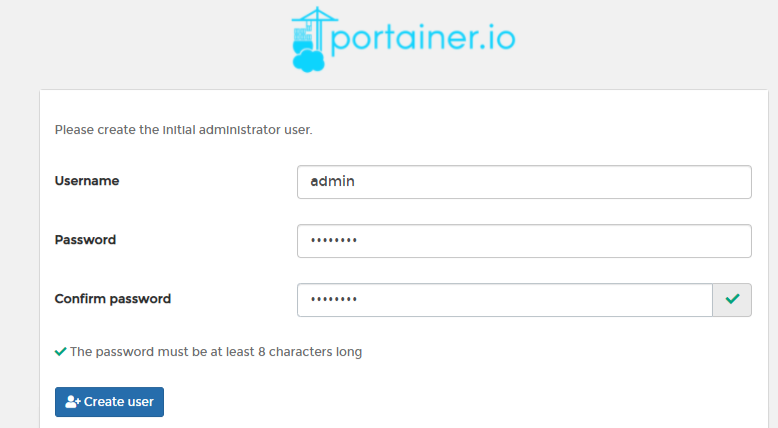 portainer.io
Please create the initial administrator user.
Username
admin
Password
••••••••
Confirm password
••••••••
The password must be at least 8 characters long
Create user